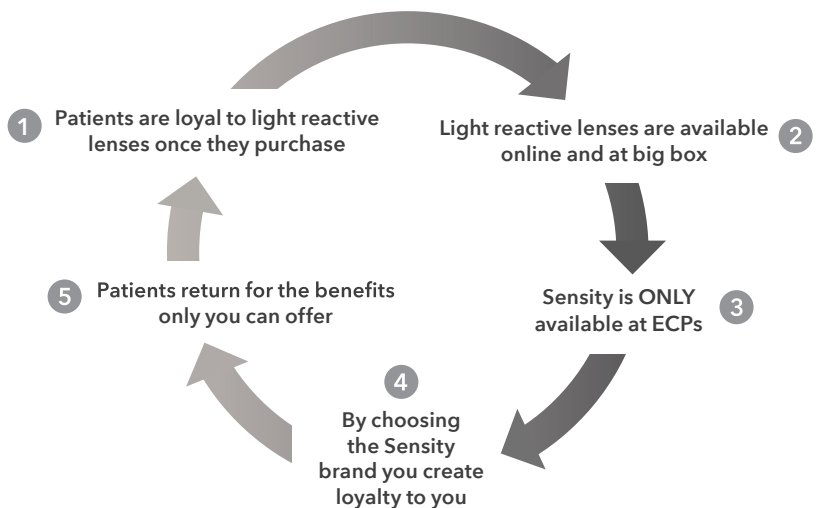 1
Patients are loyal to light reactive
lenses once they purchase
Light reactive lenses are available
online and at big box
2
Sensity is ONLY
available at ECPs
3
4
By choosing
the Sensity
brand you create
loyalty to you
5
Patients return for the benefits
only you can offer